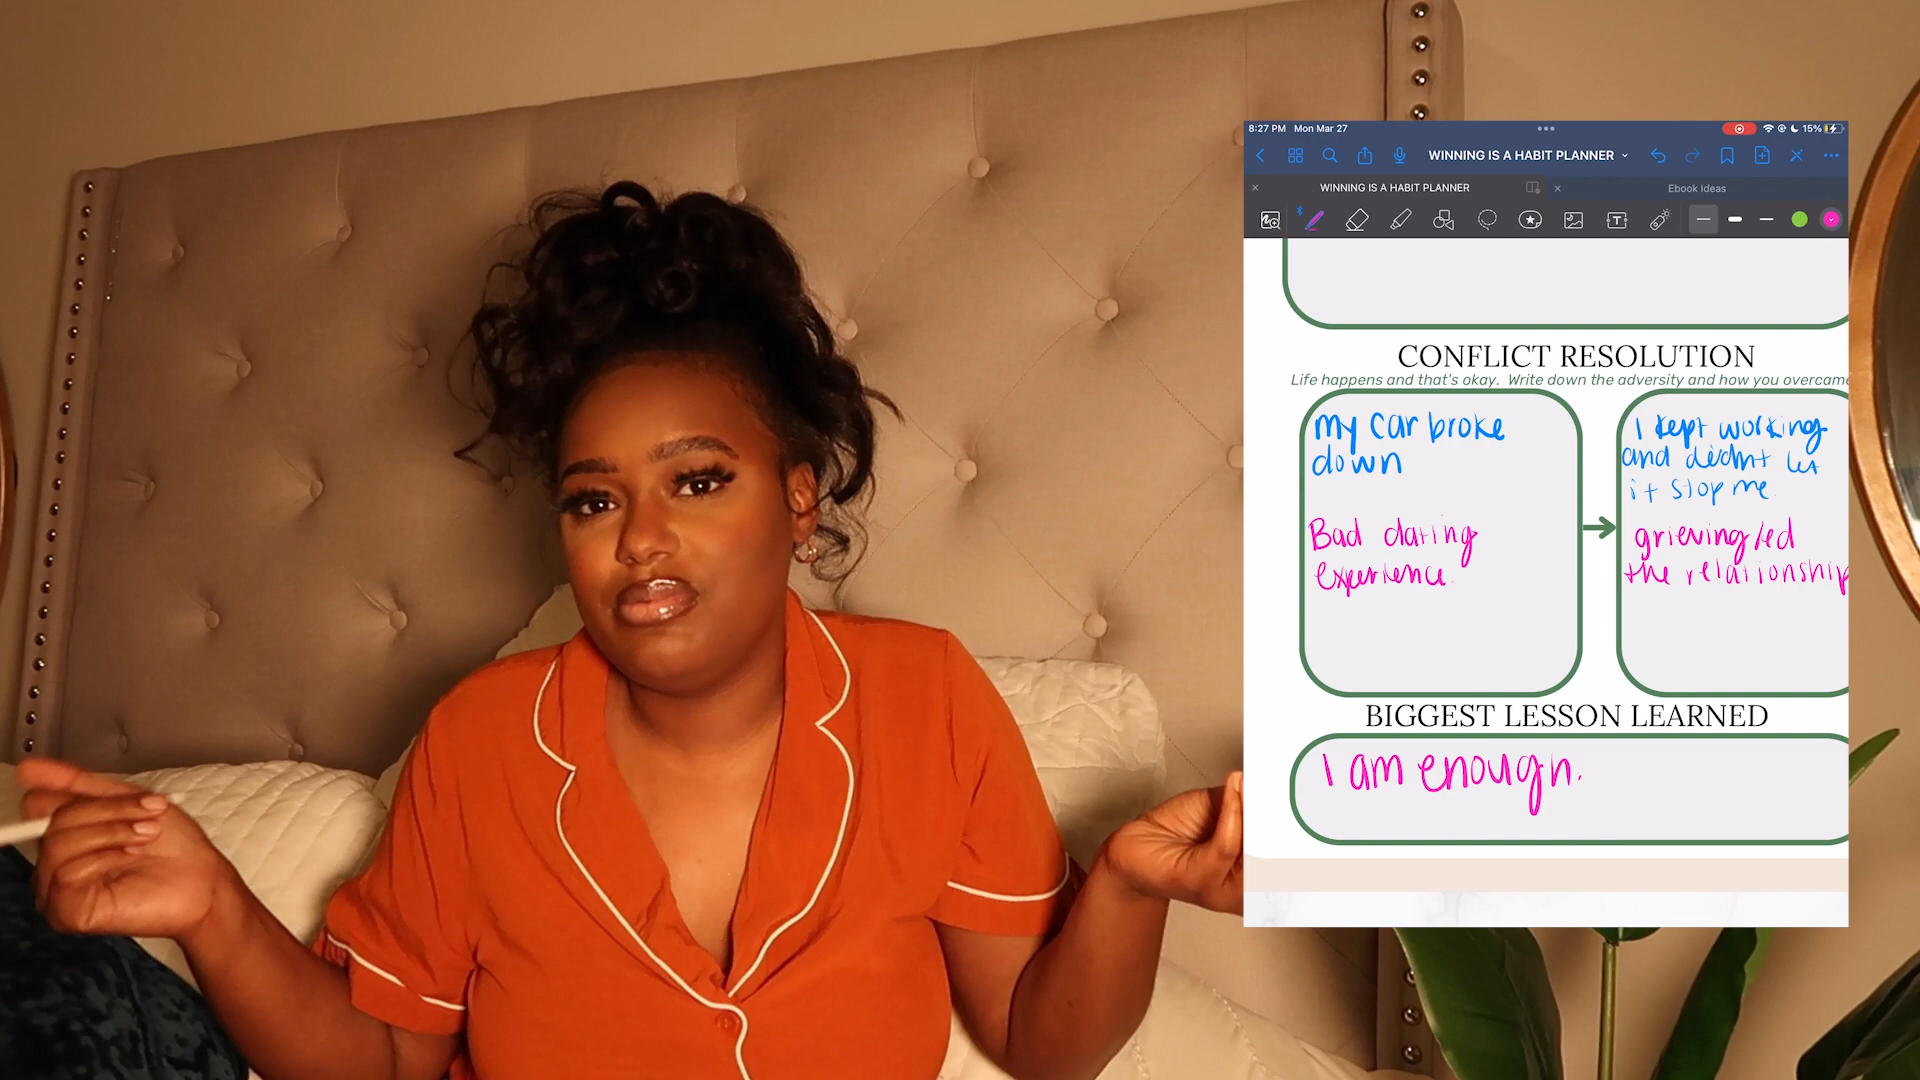 8:27 PM Mon Mar 27
15%
WINNING IS A HABIT PLANNER
WINNING IS A HABIT PLANNER
Ebook Ideas
CONFLICT RESOLUTION
Life happens and that's okay. Write down the adversity and how you overcame
my car broke
down
Bad dating
experience.
I kept working
and didnt let
it stop me.
grieving/ed
the relationship
BIGGEST LESSON LEARNED
I am enough.